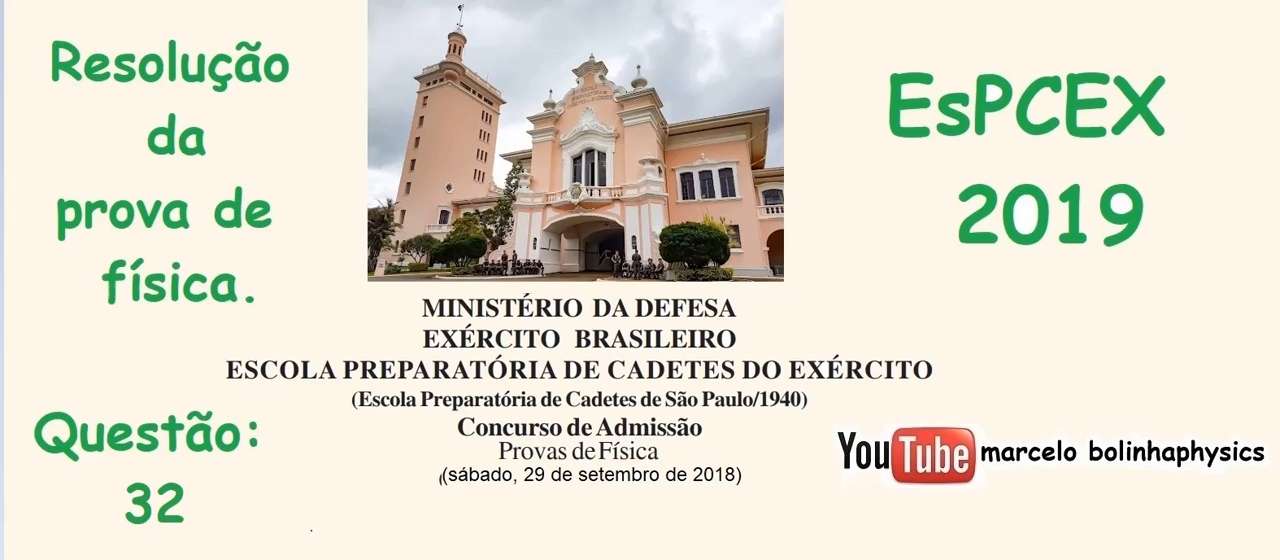 Resolução
da
prova de
física.
EsPCEX
2019
MINISTÉRIO DA DEFESA
EXÉRCITO BRASILEIRO
ESCOLA PREPARATÓRIA DE CADETES DO EXÉRCITO
(Escola Preparatória de Cadetes de São Paulo/1940)
Concurso de Admissão
Provas de Física
((sábado, 29 de setembro de 2018)
Questão:
32
YouTube marcelo bolinhaphysics